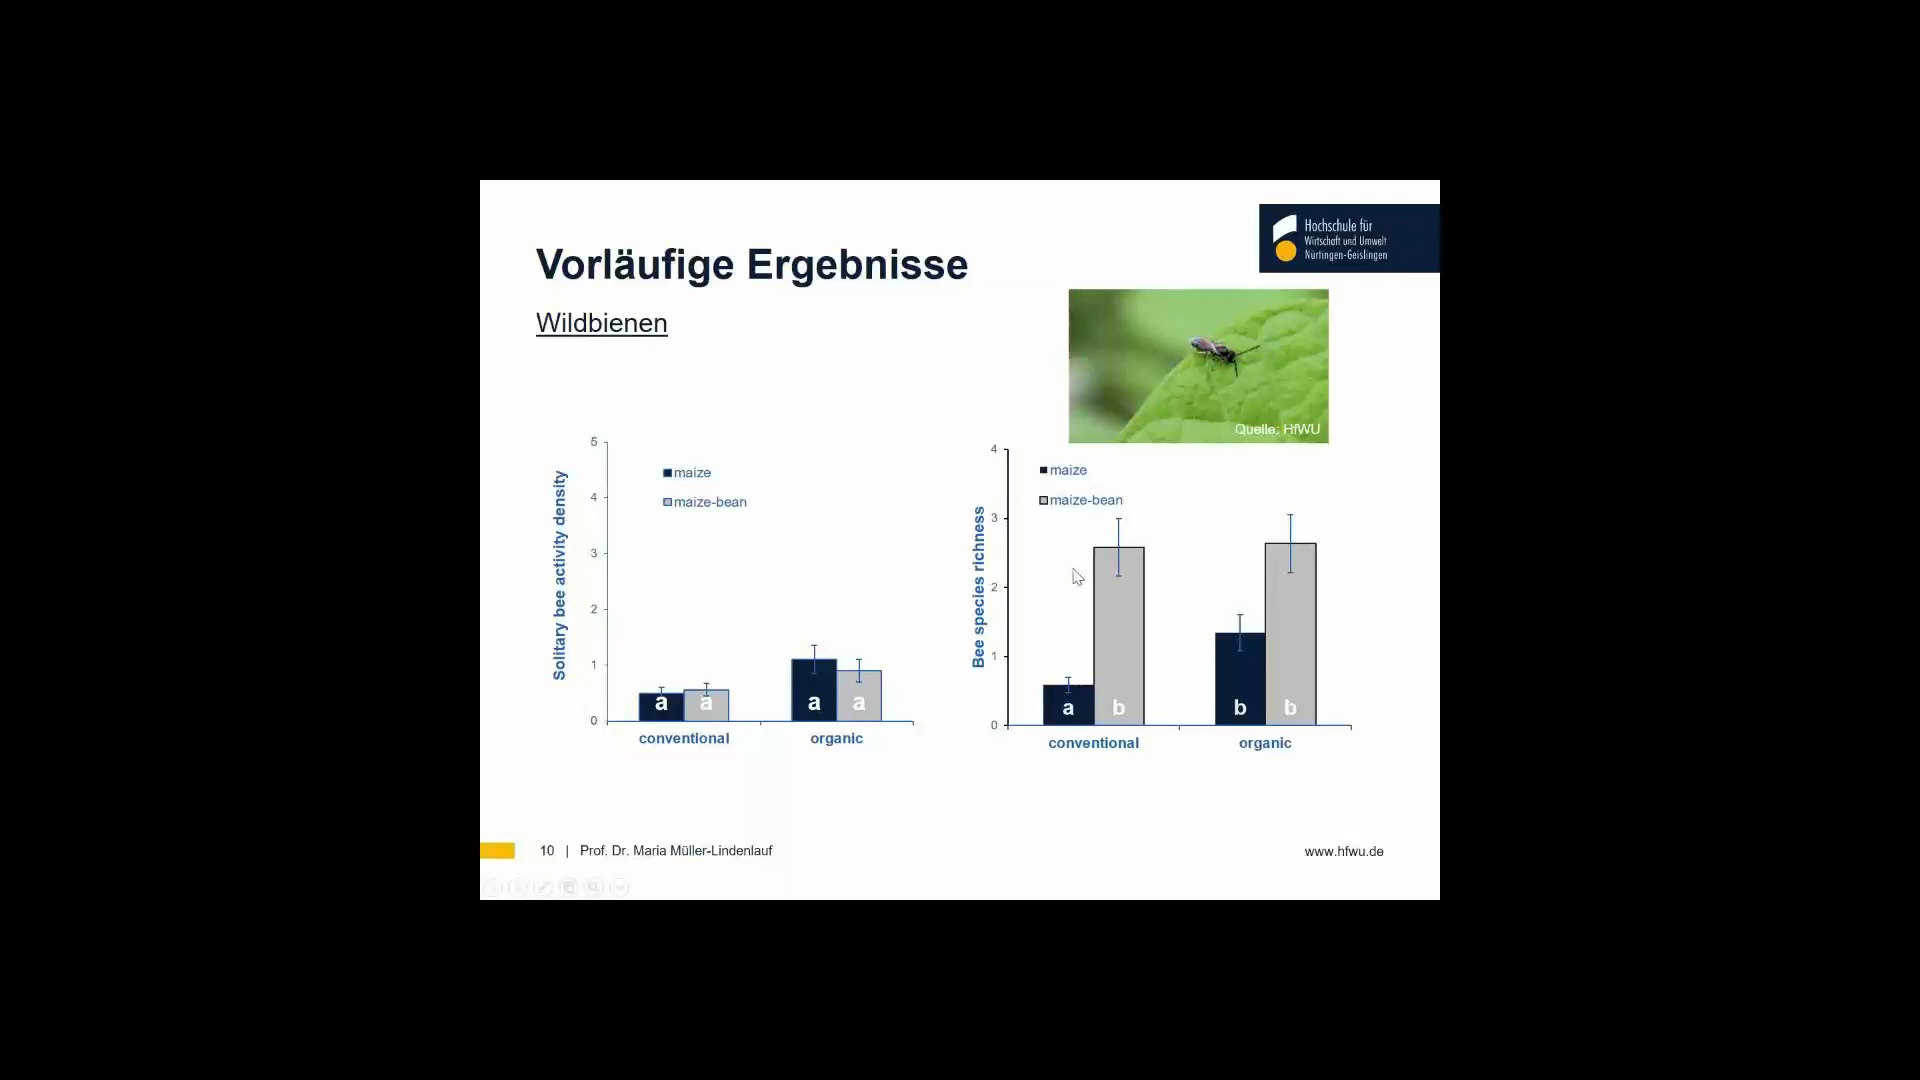 Hochschule für
Wirtschaft und Umwelt
Nürtingen-Geislingen
Vorläufige Ergebnisse
Wildbienen
Quelle: HfWU
Solitary bee activity density
5
4
3
2
1
0
maize
maize-bean
a a a a
conventional organic
Bee species richness
4
3
2
1
0
maize
maize-bean
a b b b
conventional organic
10 | Prof. Dr. Maria Müller-Lindenlauf
www.hfwu.de